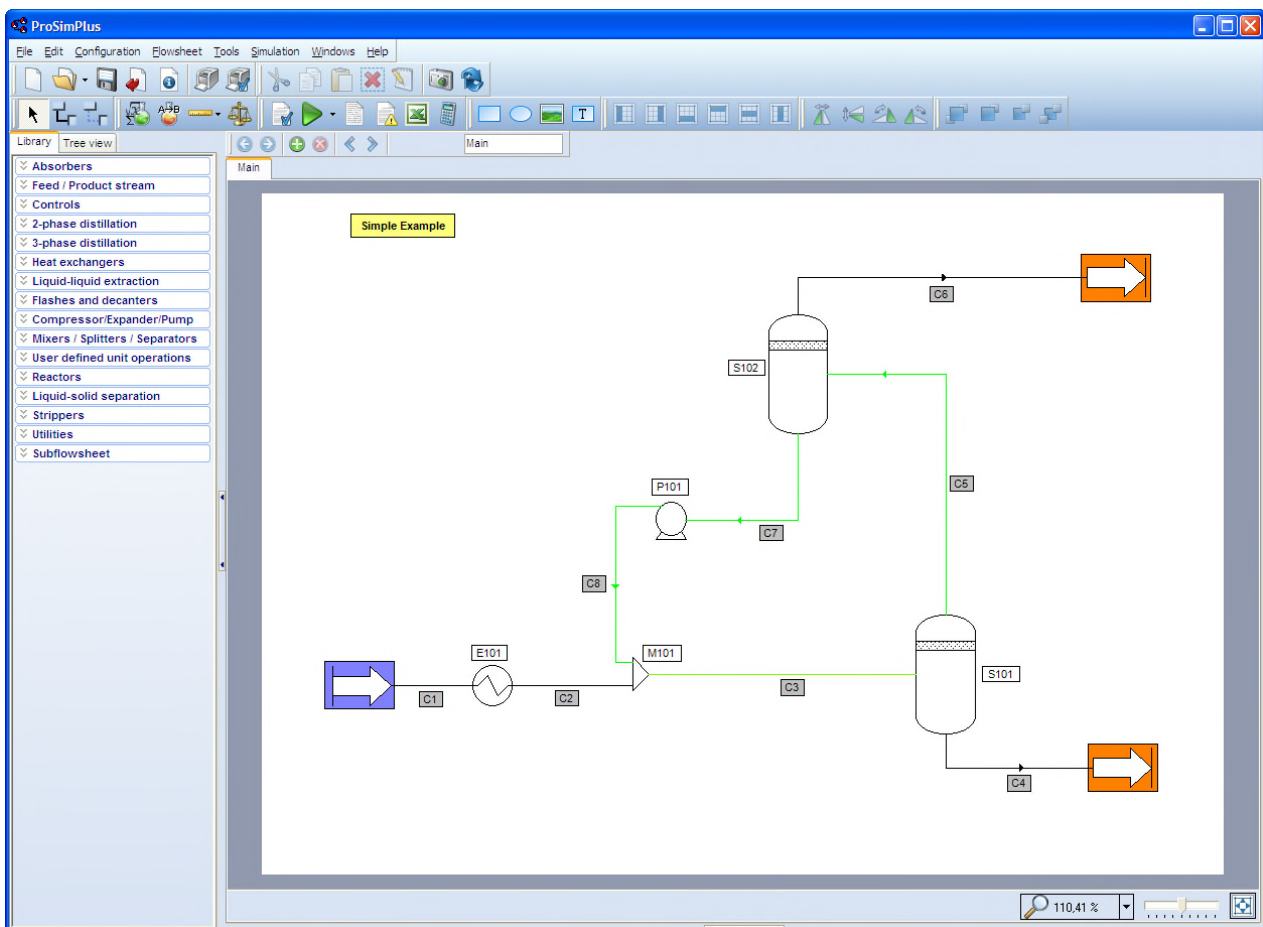 ProSimPlus
File Edit Configuration Flowsheet Tools Simulation Windows Help
A→B
T
Library Tree view
Main
Main
Absorbers
Feed / Product stream
Controls
2-phase distillation
3-phase distillation
Heat exchangers
Liquid-liquid extraction
Flashes and decanters
Compressor/Expander/Pump
Mixers / Splitters / Separators
User defined unit operations
Reactors
Liquid-solid separation
Strippers
Utilities
Subflowsheet
Simple Example
C6
S102
P101
C5
C7
C8
E101
M101
S101
C1
C2
C3
C4
110,41 %